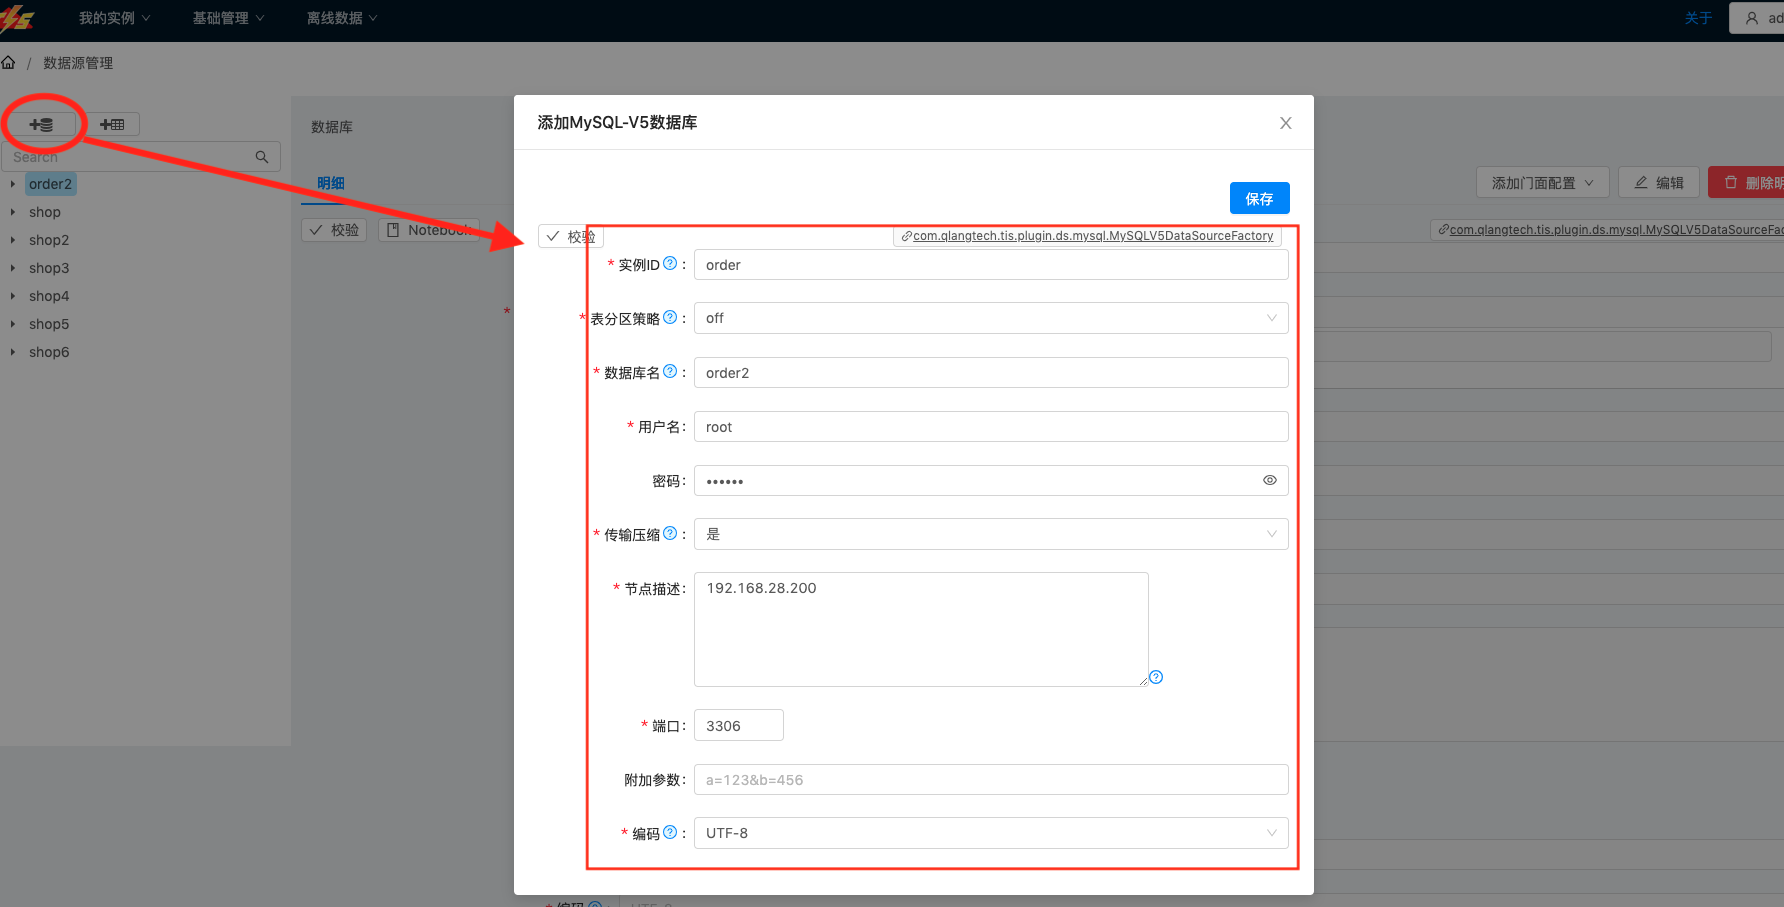 我的实例
基础管理
离线数据
关于
ad
/ 数据源管理
Search
order2
shop
shop2
shop3
shop4
shop5
shop6
数据库
明细
校验
Notebook
添加门面配置
编辑
删除明
com.qlangtech.tis.plugin.ds.mysql.MySQLV5DataSourceFac
添加MySQL-V5数据库
保存
校验
com.qlangtech.tis.plugin.ds.mysql.MySQLV5DataSourceFactory
* 实例ID : order
* 表分区策略 : off
* 数据库名 : order2
* 用户名: root
密码: ••••••
* 传输压缩 : 是
* 节点描述: 192.168.28.200
* 端口: 3306
附加参数: a=123&b=456
* 编码 : UTF-8
* 编码 : UTF-8